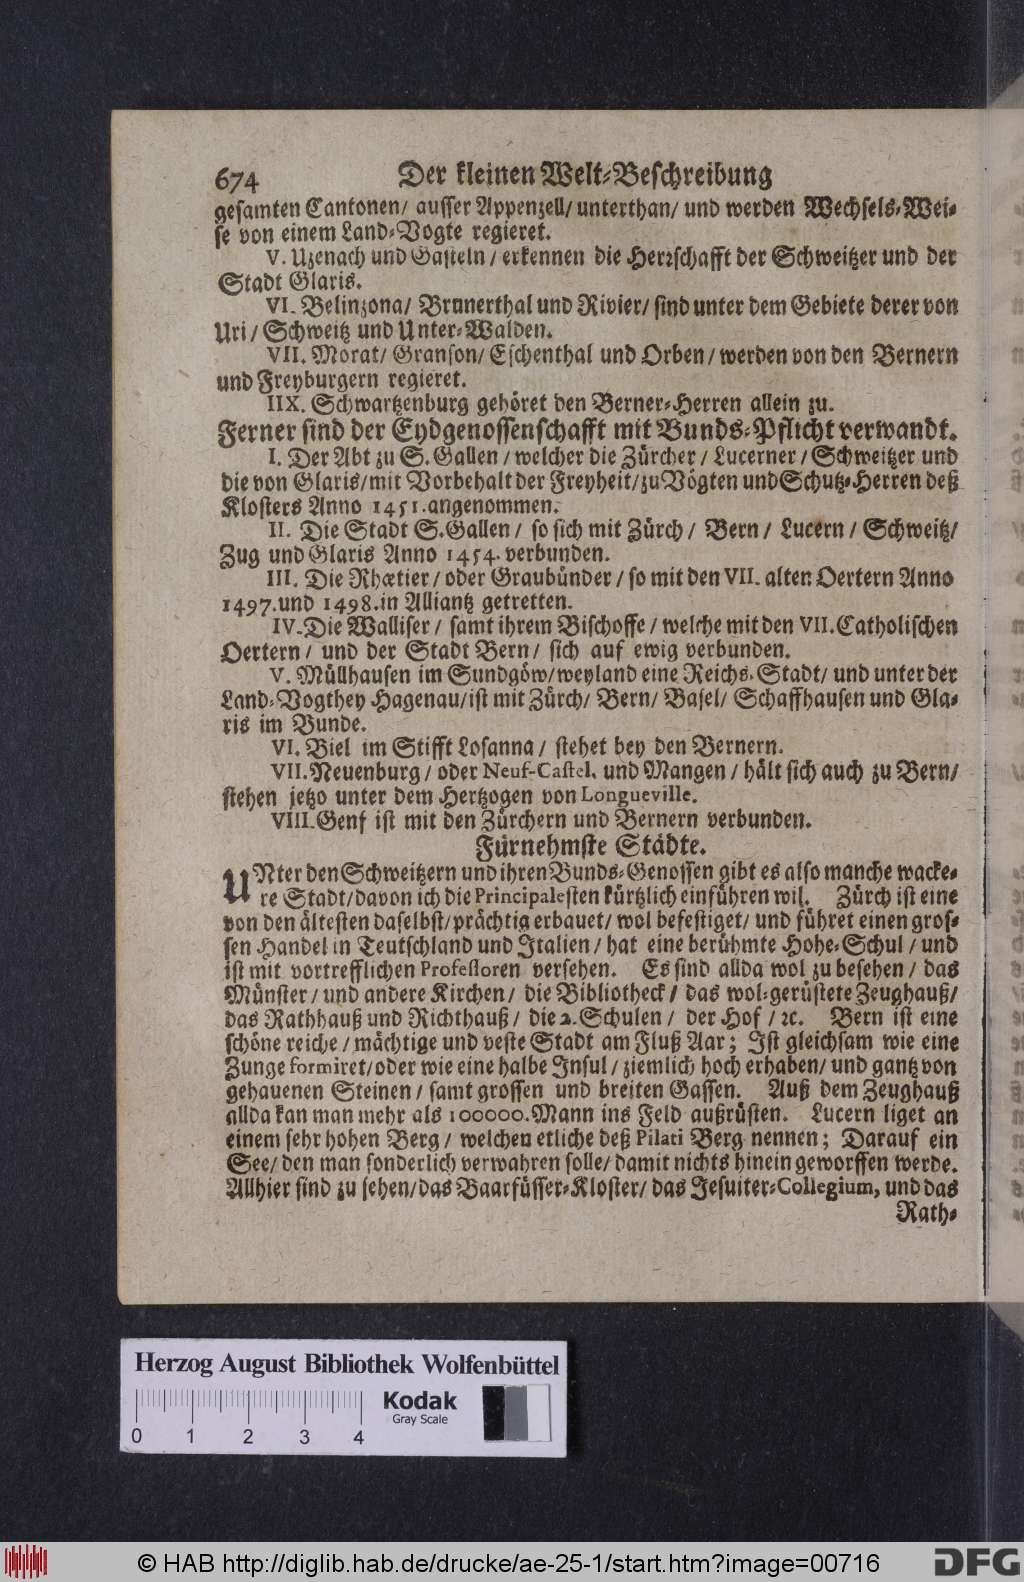 674 Der kleinen Welt-Beschreibung
gesamten Cantonen/ ausser Appenzell/ unterthan/ und werden Wechsels-Wei-
se von einem Land-Vogte regieret.
V. Uzenach und Gasteln / erkennen die Herrschafft der Schweitzer und der
Stadt Glaris.
VI. Belinzona/ Brunerthal und Rivier/ sind unter dem Gebiete derer von
Uri/ Schweitz und Unter-Walden.
VII. Morat/ Granson/ Eschenthal und Orben/ werden von den Bernern
und Freyburgern regieret.
IIX. Schwartzenburg gehöret den Berner-Herren allein zu.
Ferner sind der Eydgenossenschafft mit Bunds-Pflicht verwandt.
I. Der Abt zu S. Gallen / welcher die Zürcher / Lucerner / Schweitzer und
die von Glaris/ mit Vorbehalt der Freyheit/ zu Vögten und Schutz-Herren deß
Klosters Anno 1451. angenommen.
II. Die Stadt S. Gallen / so sich mit Zürch / Bern / Lucern / Schweitz/
Zug und Glaris Anno 1454. verbunden.
III. Die Rhœtier / oder Graubünder / so mit den VII. alten Oertern Anno
1497. und 1498. in Alliantz getretten.
IV. Die Walliser / samt ihrem Bischoffe / welche mit den VII. Catholischen
Oertern / und der Stadt Bern / sich auf ewig verbunden.
V. Müllhausen im Sundgöw/ weyland eine Reichs-Stadt/ und unter der
Land-Vogthey Hagenau/ ist mit Zürch/ Bern/ Basel/ Schaffhausen und Gla-
ris im Bunde.
VI. Biel im Stifft Losanna / stehet bey den Bernern.
VII. Neuenburg / oder Neuf-Castel, und Mangen / hält sich auch zu Bern/
stehen jetzo unter dem Hertzogen von Longueville.
VIII. Genf ist mit den Zürchern und Bernern verbunden.
Fürnehmste Städte.
UNter den Schweitzern und ihren Bunds-Genossen gibt es also manche wacke-
re Stadt/ davon ich die Principalesten kürtzlich einführen wil. Zürch ist eine
von den ältesten daselbst/ prächtig erbauet/ wol befestiget/ und führet einen gros-
sen Handel in Teutschland und Italien / hat eine berühmte Hohe-Schul / und
ist mit vortrefflichen Professoren versehen. Es sind allda wol zu besehen / das
Münster / und andere Kirchen / die Bibliotheck / das wol-gerüstete Zeughauß/
das Rathhauß und Richthauß / die 2. Schulen / der Hof / ꝛc. Bern ist eine
schöne reiche / mächtige und veste Stadt am Fluß Aar; Ist gleichsam wie eine
Zunge formiret/ oder wie eine halbe Insul / ziemlich hoch erhaben/ und gantz von
gehauenen Steinen / samt grossen und breiten Gassen. Auß dem Zeughauß
allda kan man mehr als 100000. Mann ins Feld außrüsten. Lucern liget an
einem sehr hohen Berg / welchen etliche deß Pilati Berg nennen; Darauf ein
See/ den man sonderlich verwahren solle/ damit nichts hinein geworffen werde.
Allhier sind zu sehen/ das Baarfüsser-Kloster/ das Jesuiter-Collegium, und das
Rath-
Herzog August Bibliothek Wolfenbüttel
Kodak
Gray Scale
0 1 2 3 4
© HAB http://diglib.hab.de/drucke/ae-25-1/start.htm?image=00716
DFG